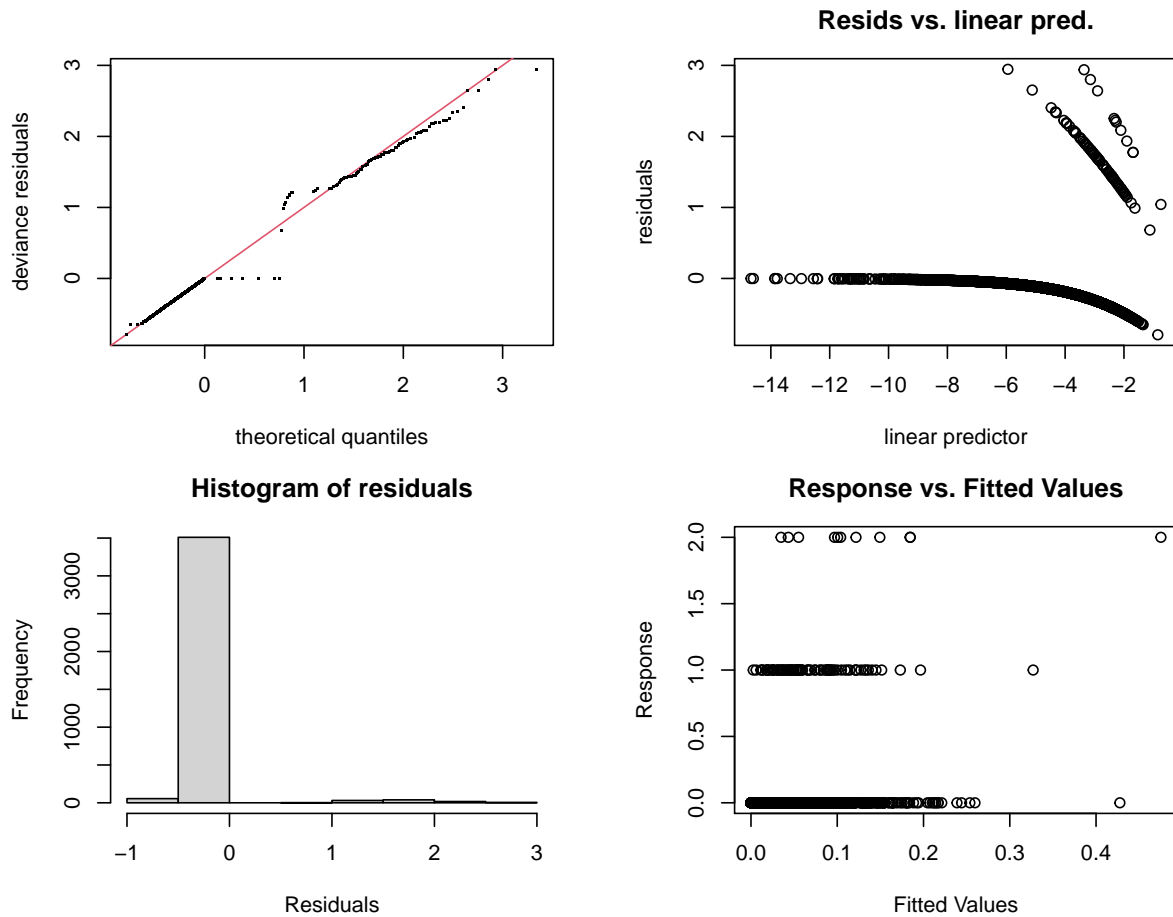 Resids vs. linear pred.
deviance residuals
0 1 2 3
0 1 2 3
theoretical quantiles
residuals
0 1 2 3
−14 −12 −10 −8 −6 −4 −2
linear predictor
Histogram of residuals
Frequency
0 1000 2000 3000
−1 0 1 2 3
Residuals
Response vs. Fitted Values
Response
0.0 0.5 1.0 1.5 2.0
0.0 0.1 0.2 0.3 0.4
Fitted Values